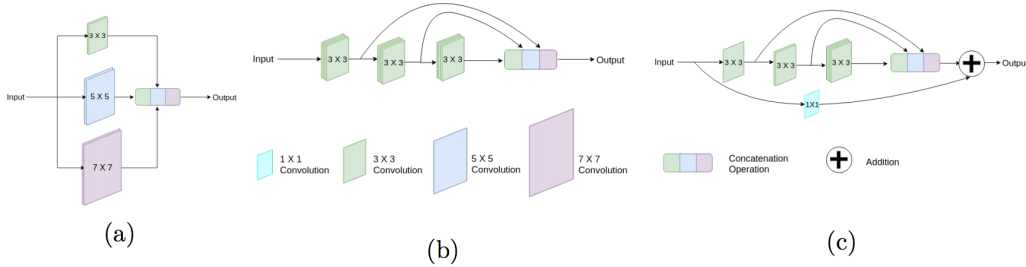 3 X 3
Input
5 X 5
Output
7 X 7
(a)
Input
3 X 3
3 X 3
3 X 3
Output
1 X 1
Convolution
3 X 3
Convolution
5 X 5
Convolution
7 X 7
Convolution
(b)
Input
3 X 3
3 X 3
3 X 3
1X1
Outpu
Concatenation
Operation
Addition
(c)